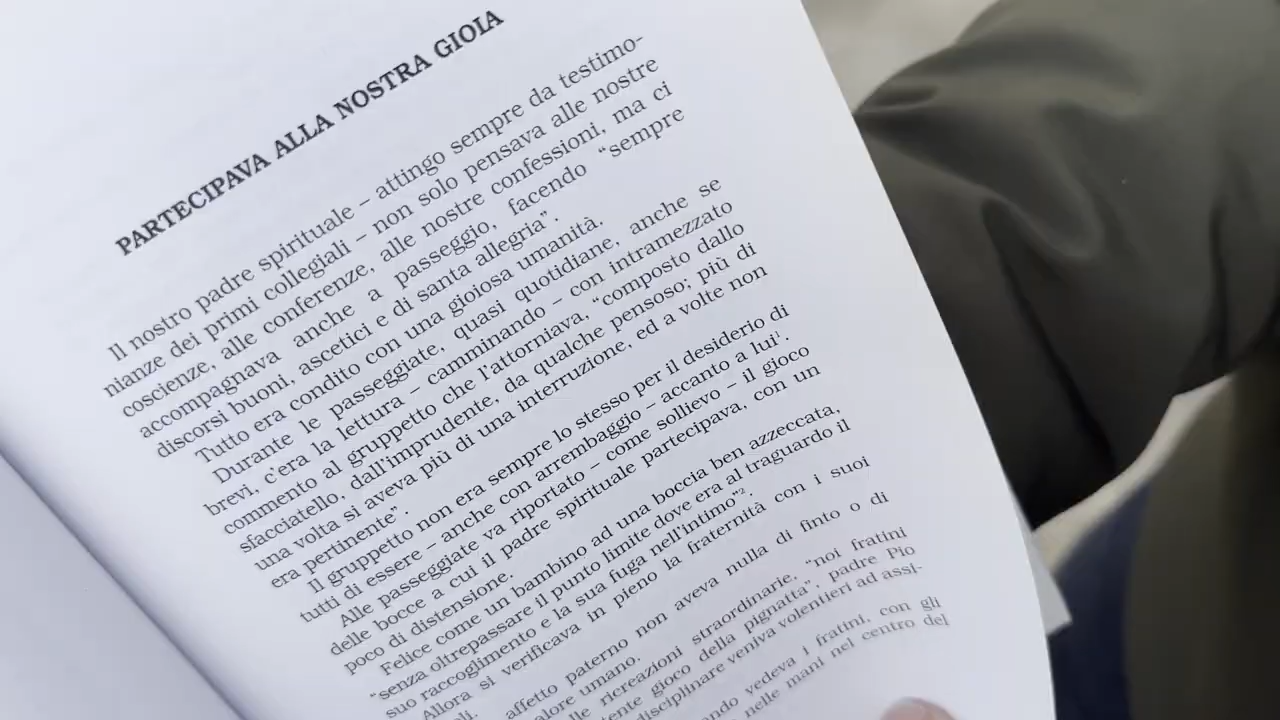 PARTECIPAVA ALLA NOSTRA GIOIA
Il nostro padre spirituale – attingo sempre da testimo-
nianze dei primi collegiali – non solo pensava alle nostre
coscienze, alle conferenze, alle nostre confessioni, ma ci
accompagnava anche a passeggio, facendo “sempre
discorsi buoni, ascetici e di santa allegria”.
Tutto era condito con una gioiosa umanità.
Durante le passeggiate, quasi quotidiane, anche se
brevi, c'era la lettura – camminando – con intramezzato
commento al gruppetto che l'attorniava, “composto dallo
sfacciatello, dall'imprudente, da qualche pensoso; più di
una volta si aveva più di una interruzione, ed a volte non
era pertinente”.
Il gruppetto non era sempre lo stesso per il desiderio di
tutti di essere – anche con arrembaggio – accanto a lui¹.
Alle passeggiate va riportato – come sollievo – il gioco
delle bocce a cui il padre spirituale partecipava, con un
poco di distensione.
Felice come un bambino ad una boccia ben azzeccata,
“senza oltrepassare il punto limite dove era al traguardo il
suo raccoglimento e la sua fuga nell'intimo”².
Allora si verificava in pieno la fraternità con i suoi
affetto paterno non aveva nulla di finto o di
alore umano.
lle ricreazioni straordinarie, “noi fratini
gioco della pignatta”, padre Pio
disciplinare veniva volentieri ad assi-
ando vedeva i fratini, con gli
nelle mani nel centro del